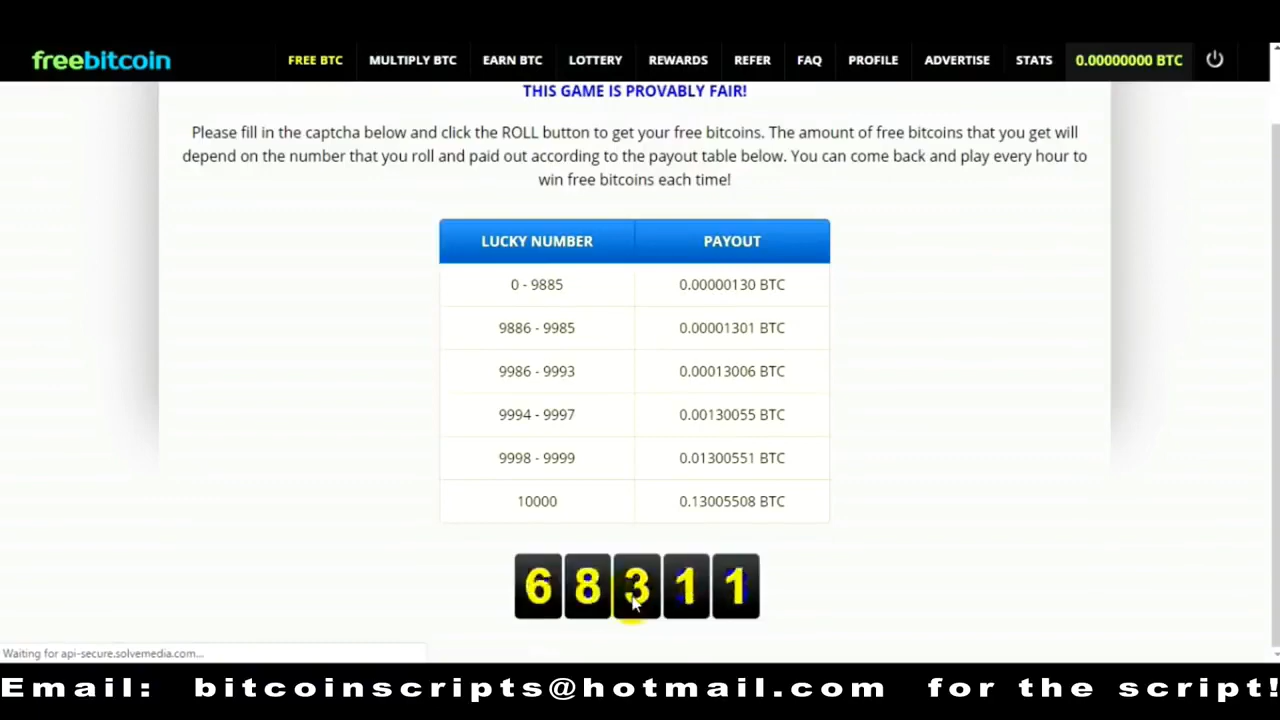 freebitcoin FREE BTC MULTIPLY BTC EARN BTC LOTTERY REWARDS REFER FAQ PROFILE ADVERTISE STATS 0.00000000 BTC
THIS GAME IS PROVABLY FAIR!
Please fill in the captcha below and click the ROLL button to get your free bitcoins. The amount of free bitcoins that you get will
depend on the number that you roll and paid out according to the payout table below. You can come back and play every hour to
win free bitcoins each time!
LUCKY NUMBER PAYOUT
0 - 9885 0.00000130 BTC
9886 - 9985 0.00001301 BTC
9986 - 9993 0.00013006 BTC
9994 - 9997 0.00130055 BTC
9998 - 9999 0.01300551 BTC
10000 0.13005508 BTC
6 8 3 1 1
Waiting for api-secure.solvemedia.com...
Email: bitcoinscripts@hotmail.com for the script!